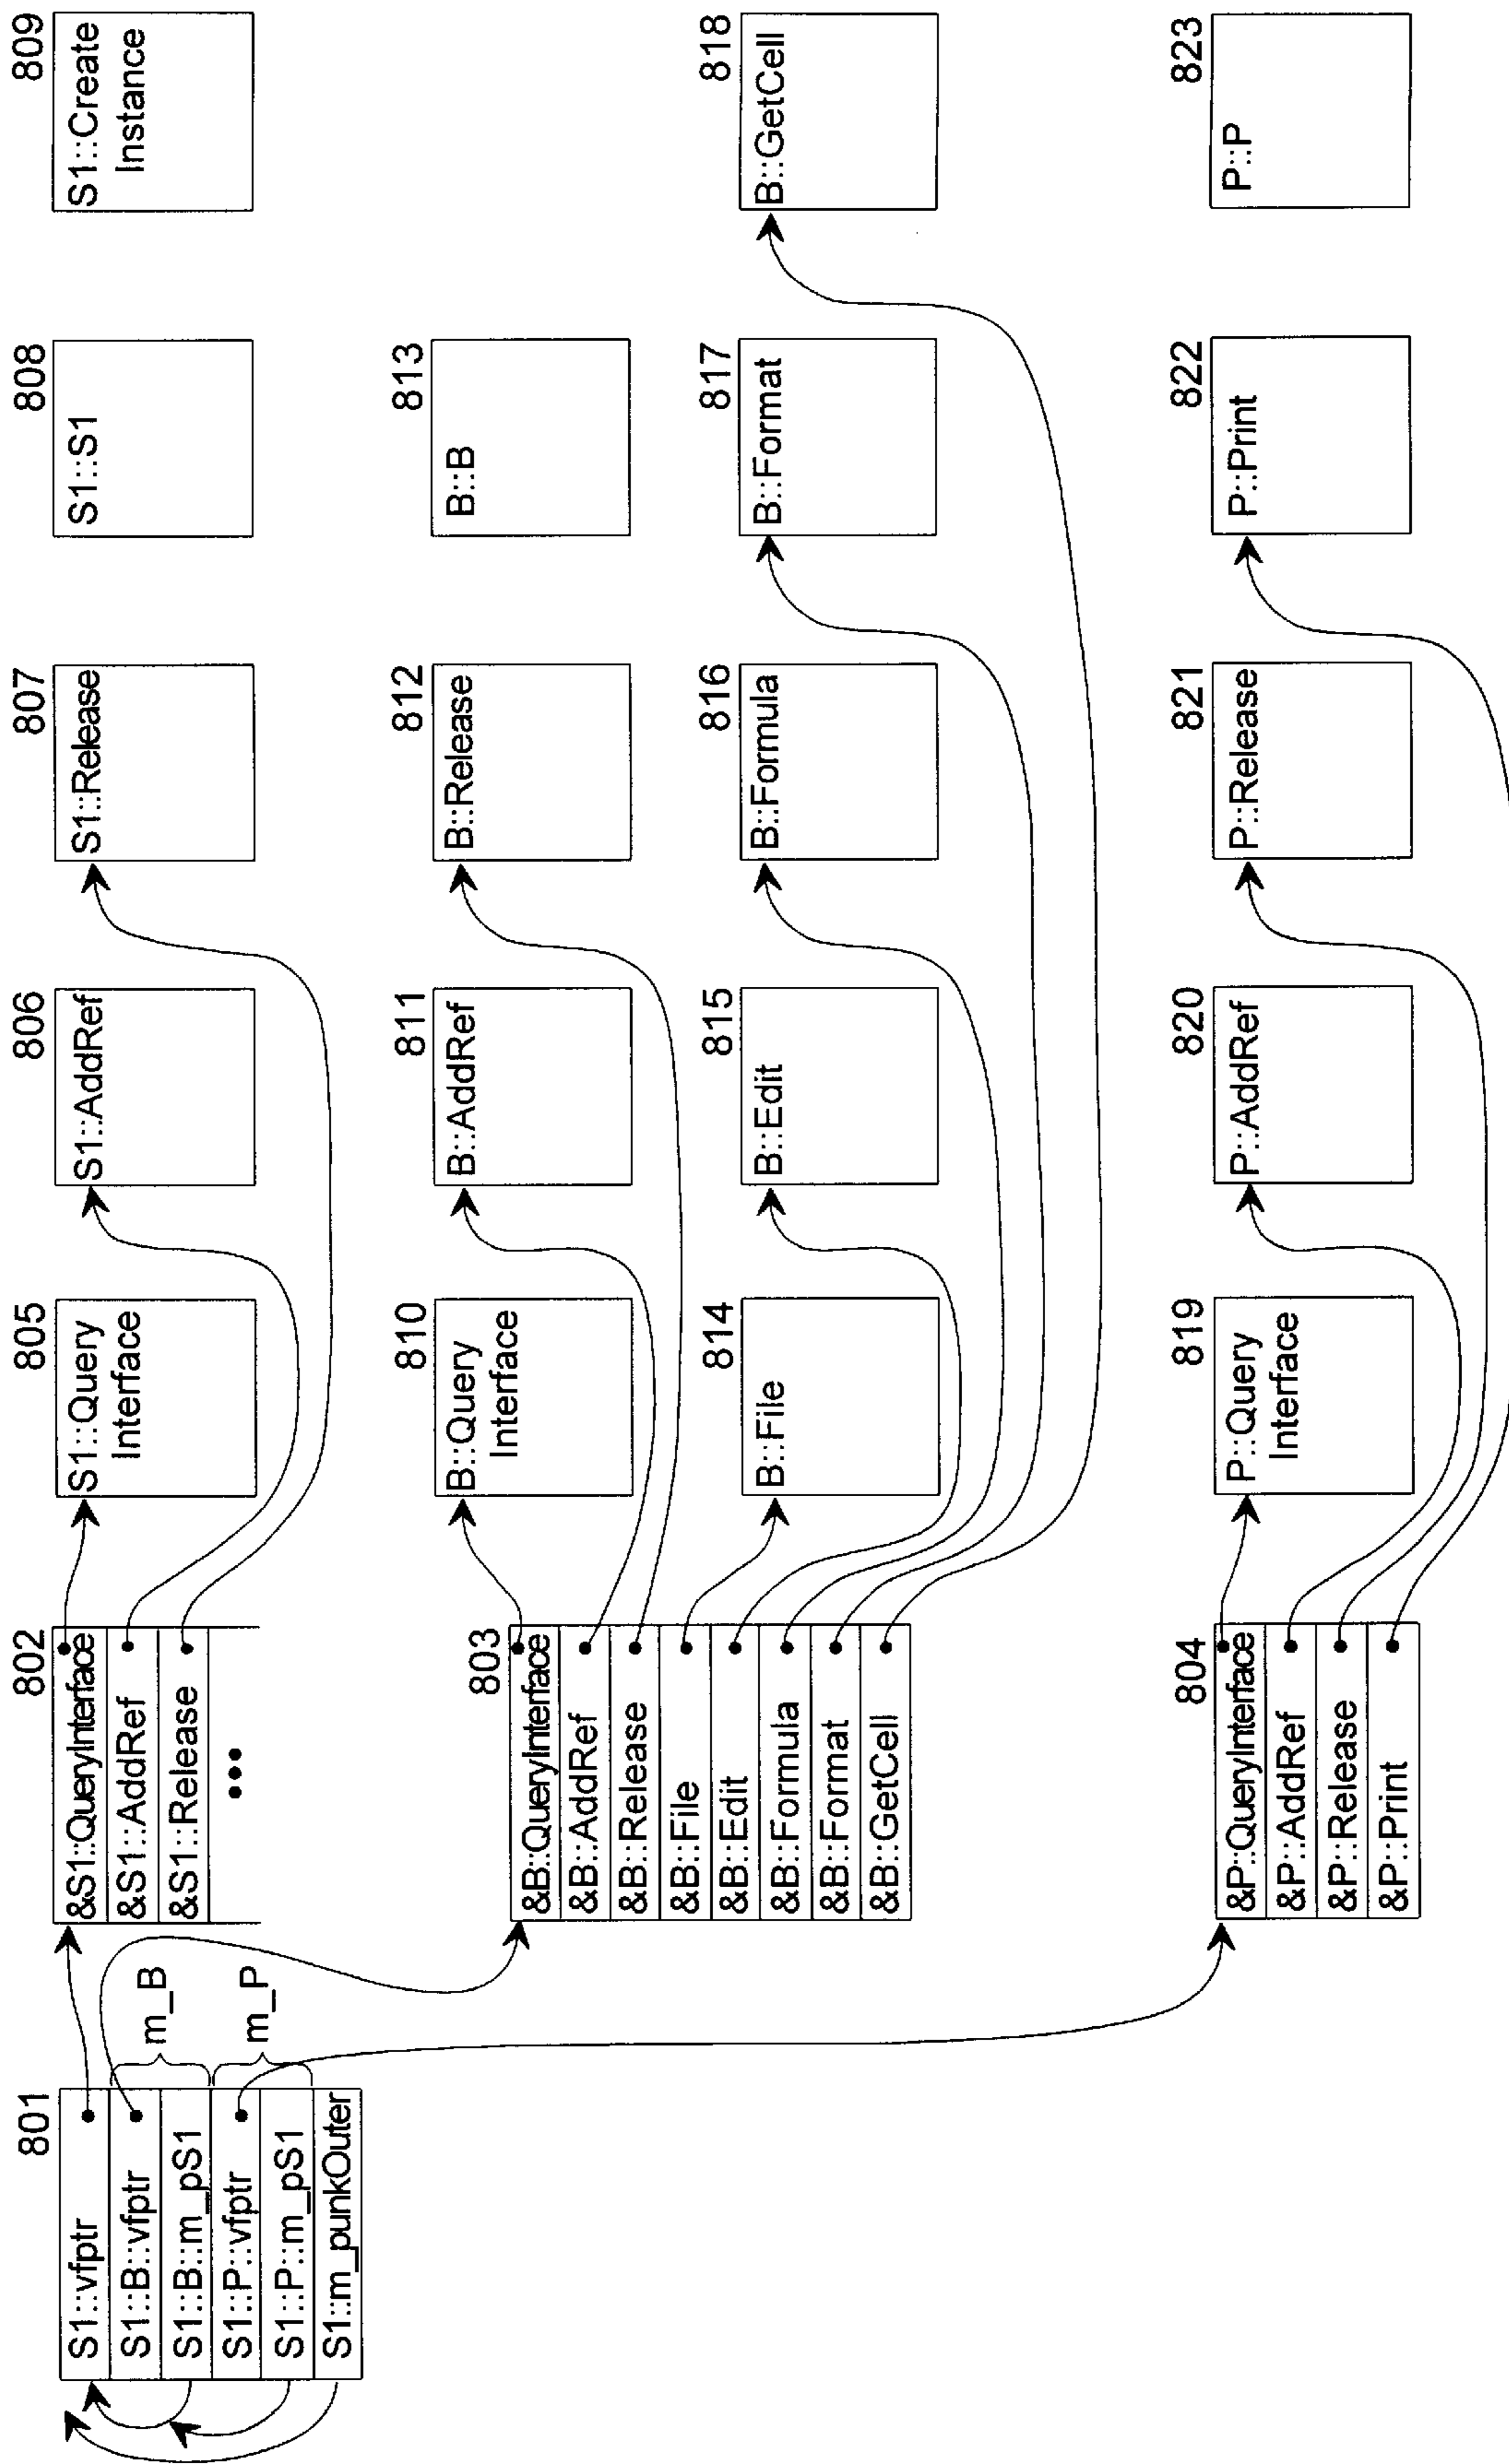 801
S1::vfptr
S1::B::vfptr
S1::B::m_pS1
S1::P::vfptr
S1::P::m_pS1
S1::m_punkOuter
m_B
m_P
802
&S1::QueryInterface
&S1::AddRef
&S1::Release
•••
805
S1::Query
Interface
806
S1::AddRef
807
S1::Release
808
S1::S1
809
S1::Create
Instance
803
&B::QueryInterface
&B::AddRef
&B::Release
&B::File
&B::Edit
&B::Formula
&B::Format
&B::GetCell
810
B::Query
Interface
811
B::AddRef
812
B::Release
813
B::B
814
B::File
815
B::Edit
816
B::Formula
817
B::Format
818
B::GetCell
804
&P::QueryInterface
&P::AddRef
&P::Release
&P::Print
819
P::Query
Interface
820
P::AddRef
821
P::Release
822
P::Print
823
P::P